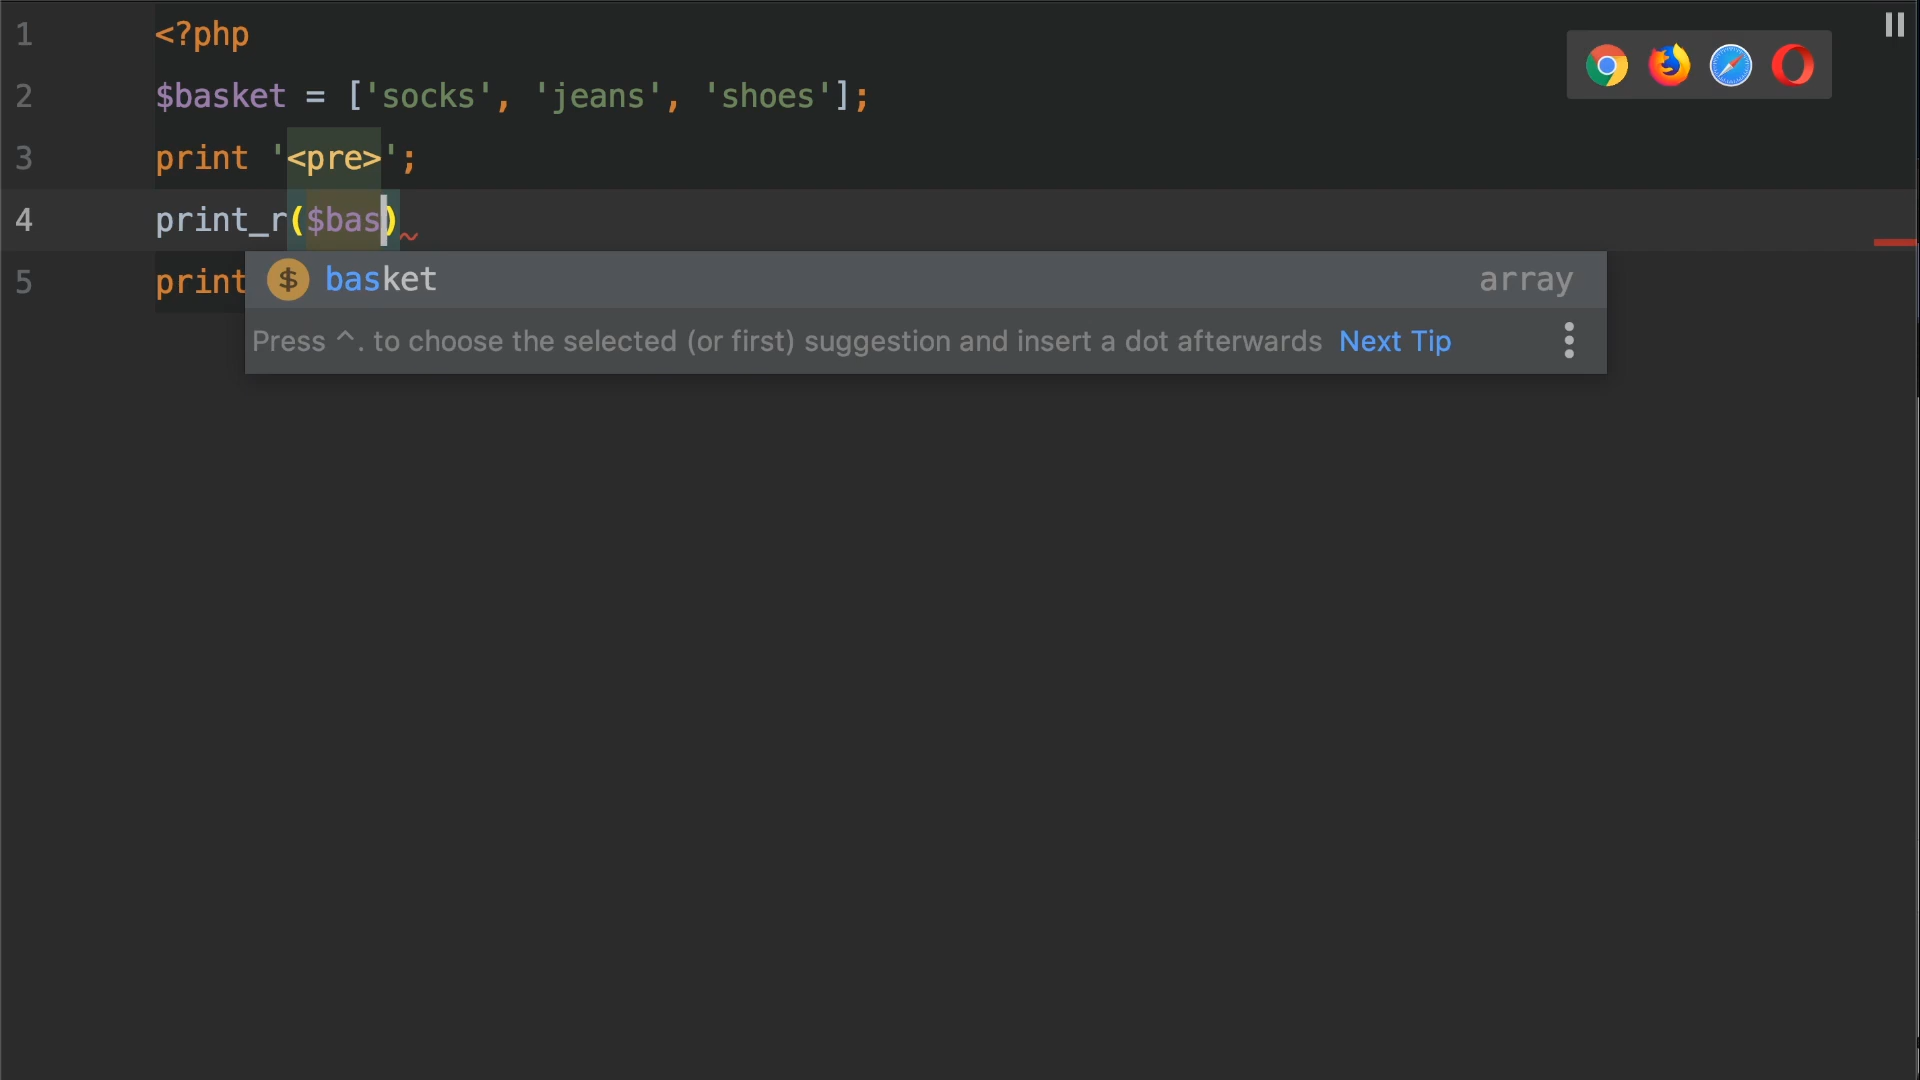 1 <?php
2 $basket = ['socks', 'jeans', 'shoes'];
3 print '<pre>';
4 print_r($bas)
5 print
$ basket array
Press ^. to choose the selected (or first) suggestion and insert a dot afterwards Next Tip